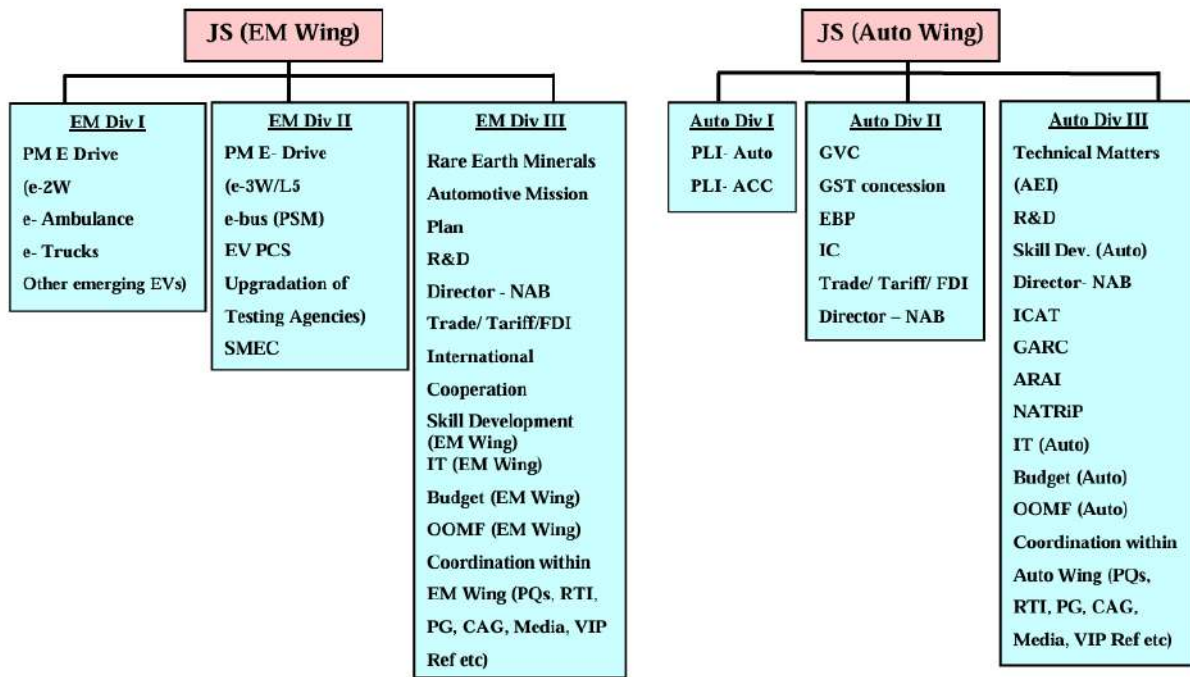 JS (EM Wing)
EM Div I
PM E Drive
(e-2W
e- Ambulance
e- Trucks
Other emerging EVs)
EM Div II
PM E- Drive
(e-3W/L5
e-bus (PSM)
EV PCS
Upgradation of
Testing Agencies)
SMEC
EM Div III
Rare Earth Minerals
Automotive Mission
Plan
R&D
Director - NAB
Trade/ Tariff/FDI
International
Cooperation
Skill Development
(EM Wing)
IT (EM Wing)
Budget (EM Wing)
OOMF (EM Wing)
Coordination within
EM Wing (PQs, RTI,
PG, CAG, Media, VIP
Ref etc)
JS (Auto Wing)
Auto Div I
PLI- Auto
PLI- ACC
Auto Div II
GVC
GST concession
EBP
IC
Trade/ Tariff/ FDI
Director – NAB
Auto Div III
Technical Matters
(AEI)
R&D
Skill Dev. (Auto)
Director- NAB
ICAT
GARC
ARAI
NATRiP
IT (Auto)
Budget (Auto)
OOMF (Auto)
Coordination within
Auto Wing (PQs,
RTI, PG, CAG,
Media, VIP Ref etc)